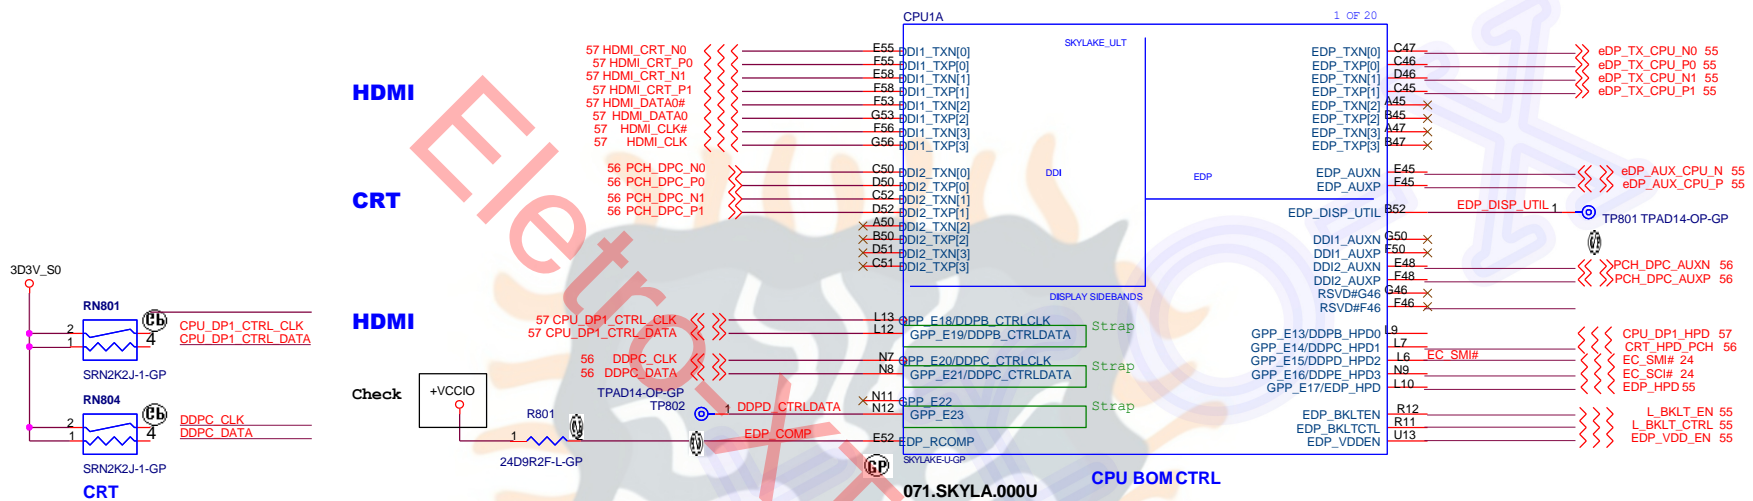 CPU1A
1 OF 20
SKYLAKE_ULT
HDMI
57 HDMI_CRT_N0 E55 DDI1_TXN[0]
57 HDMI_CRT_P0 F55 DDI1_TXP[0]
57 HDMI_CRT_N1 E58 DDI1_TXN[1]
57 HDMI_CRT_P1 F58 DDI1_TXP[1]
57 HDMI_DATA0# F53 DDI1_TXN[2]
57 HDMI_DATA0 G53 DDI1_TXP[2]
57 HDMI_CLK# F56 DDI1_TXN[3]
57 HDMI_CLK G56 DDI1_TXP[3]
CRT
56 PCH_DPC_N0 C50 DDI2_TXN[0]
56 PCH_DPC_P0 D50 DDI2_TXP[0]
56 PCH_DPC_N1 C52 DDI2_TXN[1]
56 PCH_DPC_P1 D52 DDI2_TXP[1]
A50 DDI2_TXN[2]
B50 DDI2_TXP[2]
D51 DDI2_TXN[3]
C51 DDI2_TXP[3]
DDI
EDP
EDP_TXN[0] C47 eDP_TX_CPU_N0 55
EDP_TXP[0] C46 eDP_TX_CPU_P0 55
EDP_TXN[1] D46 eDP_TX_CPU_N1 55
EDP_TXP[1] C45 eDP_TX_CPU_P1 55
EDP_TXN[2] A45
EDP_TXP[2] B45
EDP_TXN[3] A47
EDP_TXP[3] B47
EDP_AUXN E45 eDP_AUX_CPU_N 55
EDP_AUXP F45 eDP_AUX_CPU_P 55
EDP_DISP_UTIL B52 EDP_DISP_UTIL 1 TP801 TPAD14-OP-GP
DDI1_AUXN G50
DDI1_AUXP F50
DDI2_AUXN E48 PCH_DPC_AUXN 56
DDI2_AUXP F48 PCH_DPC_AUXP 56
RSVD#G46 G46
RSVD#F46 F46
DISPLAY SIDEBANDS
HDMI
57 CPU_DP1_CTRL_CLK L13 GPP_E18/DDPB_CTRLCLK
57 CPU_DP1_CTRL_DATA L12 GPP_E19/DDPB_CTRLDATA Strap
56 DDPC_CLK N7 GPP_E20/DDPC_CTRLCLK
56 DDPC_DATA N8 GPP_E21/DDPC_CTRLDATA Strap
N11 GPP_E22
TPAD14-OP-GP
TP802 1 DDPD_CTRLDATA N12 GPP_E23 Strap
EDP_COMP E52 EDP_RCOMP
GPP_E13/DDPB_HPD0 L9 CPU_DP1_HPD 57
GPP_E14/DDPC_HPD1 L7 CRT_HPD_PCH 56
GPP_E15/DDPD_HPD2 L6 EC_SMI# EC_SMI# 24
GPP_E16/DDPE_HPD3 N9 EC_SCI# 24
GPP_E17/EDP_HPD L10 EDP_HPD 55
EDP_BKLTEN R12 L_BKLT_EN 55
EDP_BKLTCTL R11 L_BKLT_CTRL 55
EDP_VDDEN U13 EDP_VDD_EN 55
3D3V_S0
RN801
2 CPU_DP1_CTRL_CLK
1 4 CPU_DP1_CTRL_DATA
SRN2K2J-1-GP
RN804
2 DDPC_CLK
1 4 DDPC_DATA
SRN2K2J-1-GP
CRT
Check
+VCCIO
R801
1 2
24D9R2F-L-GP
GP
SKYLAKE-U-GP
071.SKYLA.000U
CPU BOM CTRL